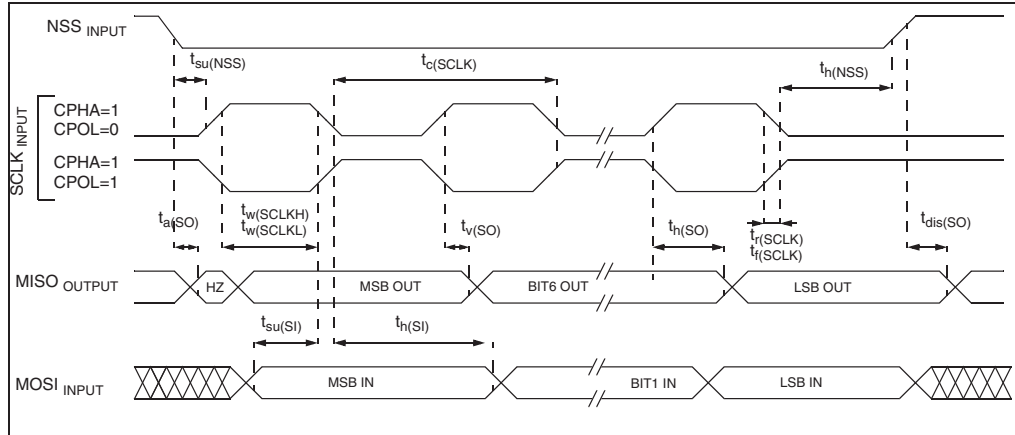 NSS INPUT
tsu(NSS)
tc(SCLK)
th(NSS)
SCLK INPUT
CPHA=1
CPOL=0
CPHA=1
CPOL=1
ta(SO)
tw(SCLKH)
tw(SCLKL)
tv(SO)
th(SO)
tr(SCLK)
tf(SCLK)
tdis(SO)
MISO OUTPUT
HZ
MSB OUT
BIT6 OUT
LSB OUT
tsu(SI)
th(SI)
MOSI INPUT
MSB IN
BIT1 IN
LSB IN